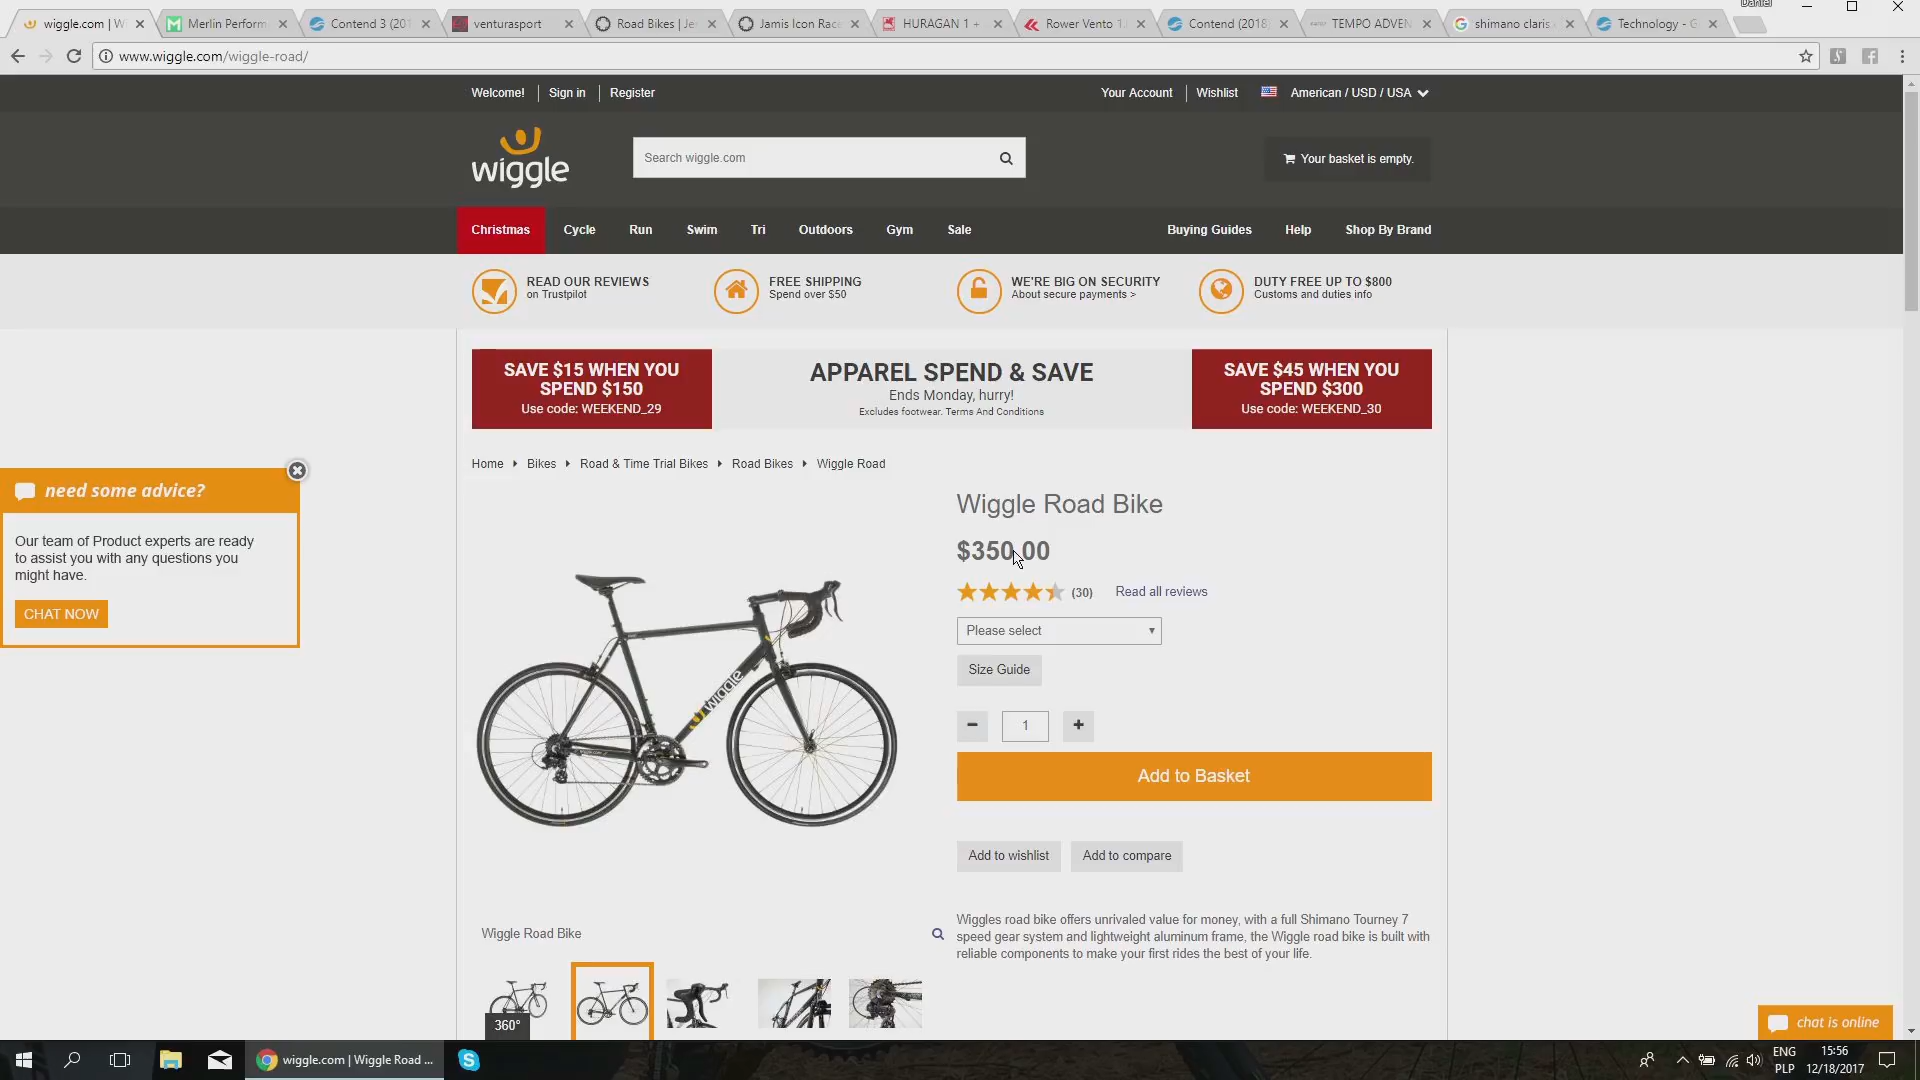 Daniel
wiggle.com | W
Merlin Perform
Contend 3 (201
venturasport
Road Bikes | Je
Jamis Icon Race
HURAGAN 1 +
Rower Vento 1.
Contend (2018
TEMPO ADVEN
shimano claris
Technology - G
www.wiggle.com/wiggle-road/
Welcome!
Sign in
Register
Your Account
Wishlist
American / USD / USA
wiggle
Search wiggle.com
Your basket is empty.
Christmas
Cycle
Run
Swim
Tri
Outdoors
Gym
Sale
Buying Guides
Help
Shop By Brand
READ OUR REVIEWS
on Trustpilot
FREE SHIPPING
Spend over $50
WE'RE BIG ON SECURITY
About secure payments >
DUTY FREE UP TO $800
Customs and duties info
SAVE $15 WHEN YOU
SPEND $150
Use code: WEEKEND_29
APPAREL SPEND & SAVE
Ends Monday, hurry!
Excludes footwear. Terms And Conditions
SAVE $45 WHEN YOU
SPEND $300
Use code: WEEKEND_30
Home
Bikes
Road & Time Trial Bikes
Road Bikes
Wiggle Road
need some advice?
Our team of Product experts are ready
to assist you with any questions you
might have.
CHAT NOW
wiggle
Wiggle Road Bike
$350.00
(30)
Read all reviews
Please select
Size Guide
1
Add to Basket
Add to wishlist
Add to compare
Wiggles road bike offers unrivaled value for money, with a full Shimano Tourney 7
speed gear system and lightweight aluminum frame, the Wiggle road bike is built with
reliable components to make your first rides the best of your life.
Wiggle Road Bike
360°
chat is online
wiggle.com | Wiggle Road ...
ENG
PLP
15:56
12/18/2017